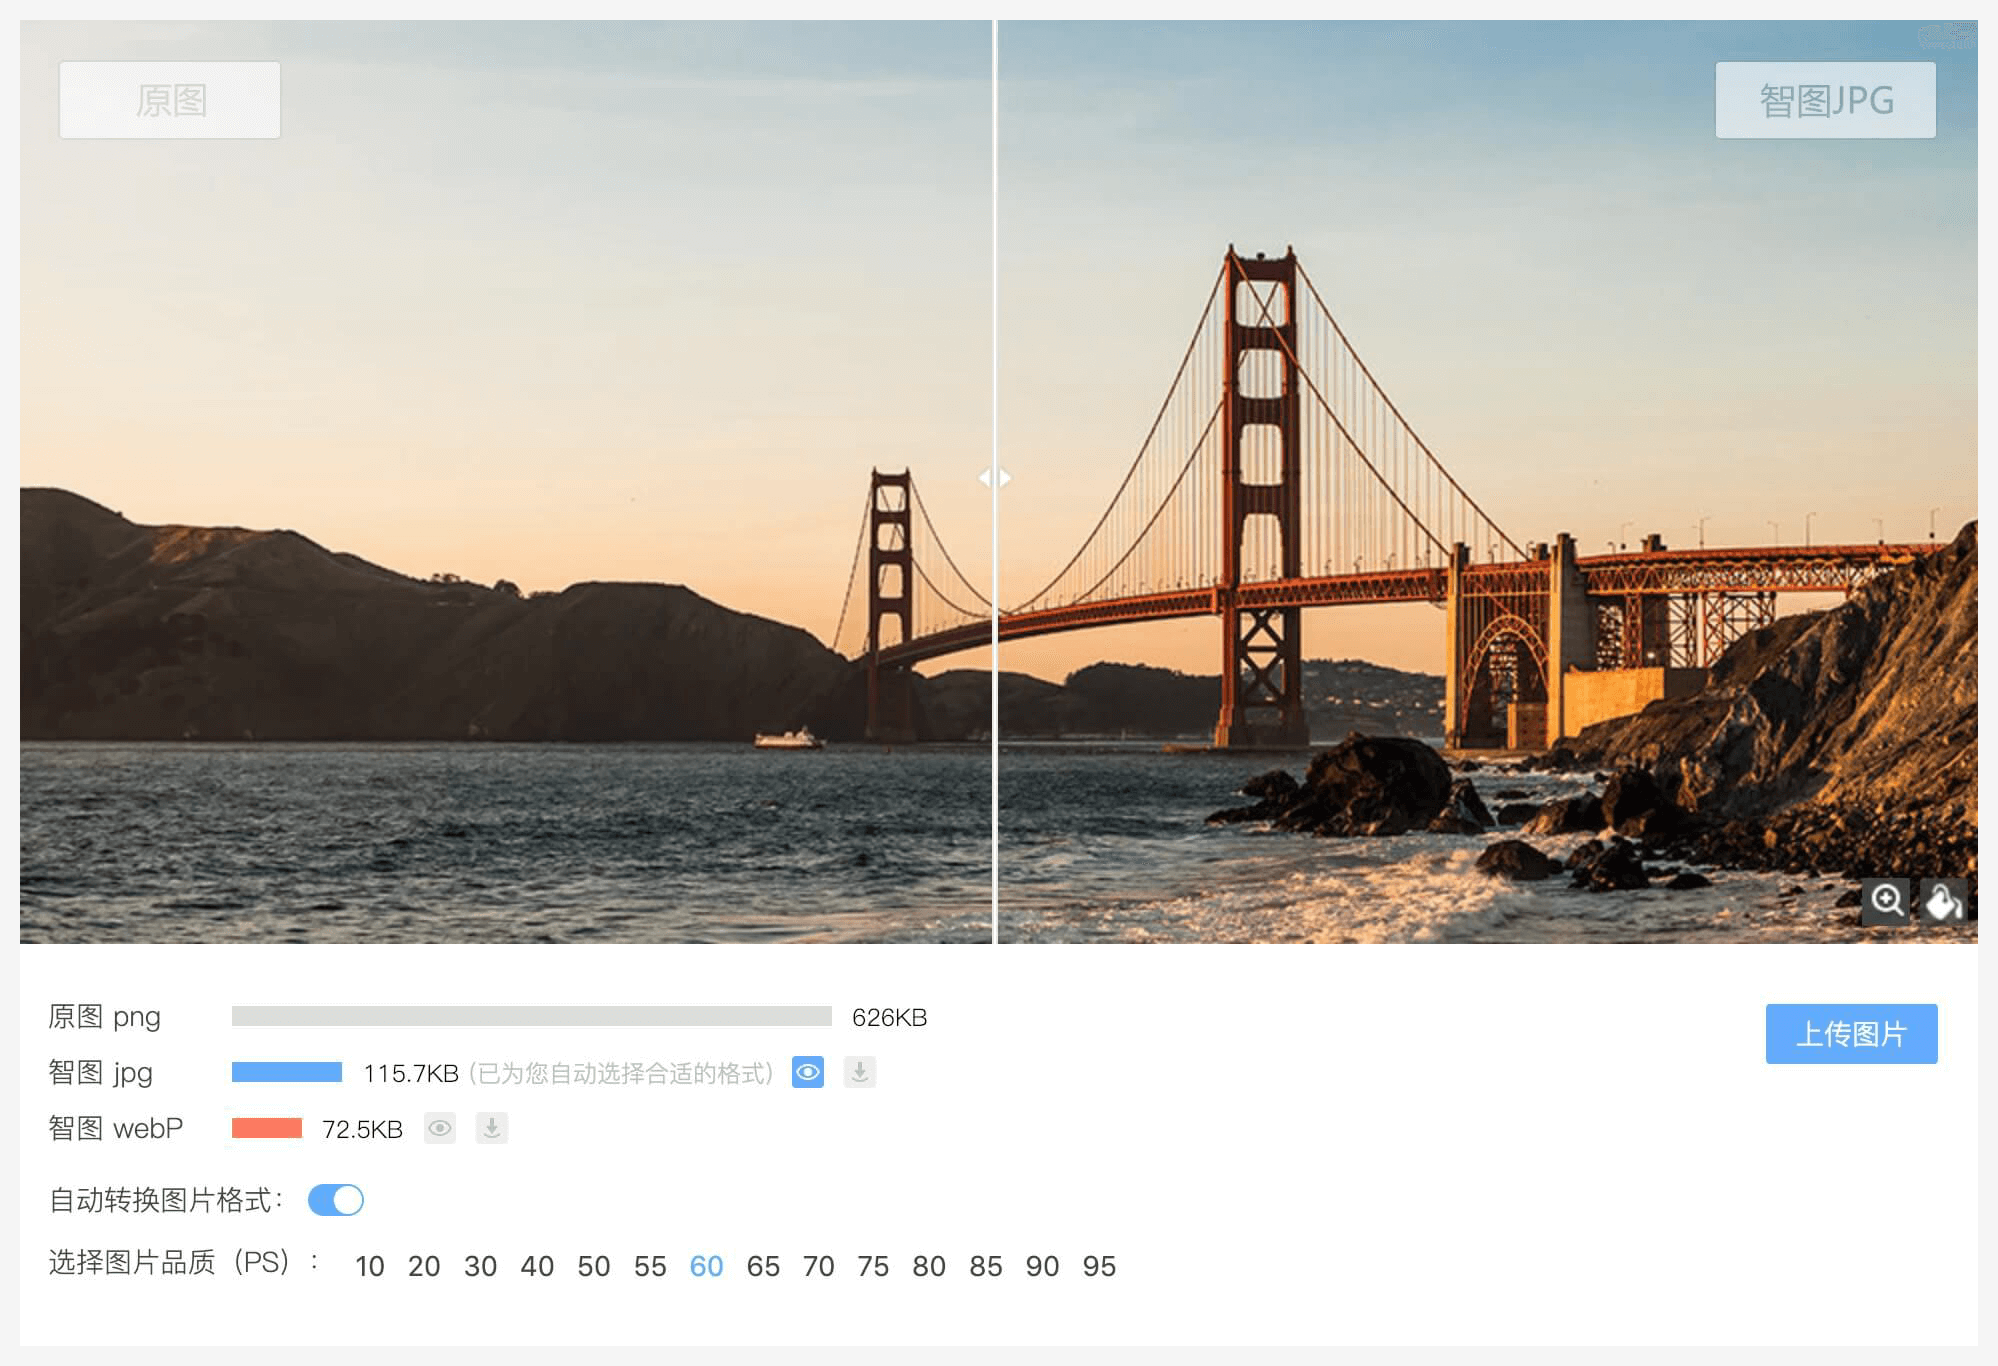 原图
智图JPG
原图 png 626KB
上传图片
智图 jpg 115.7KB (已为您自动选择合适的格式)
智图 webP 72.5KB
自动转换图片格式：
选择图片品质（PS）： 10 20 30 40 50 55 60 65 70 75 80 85 90 95